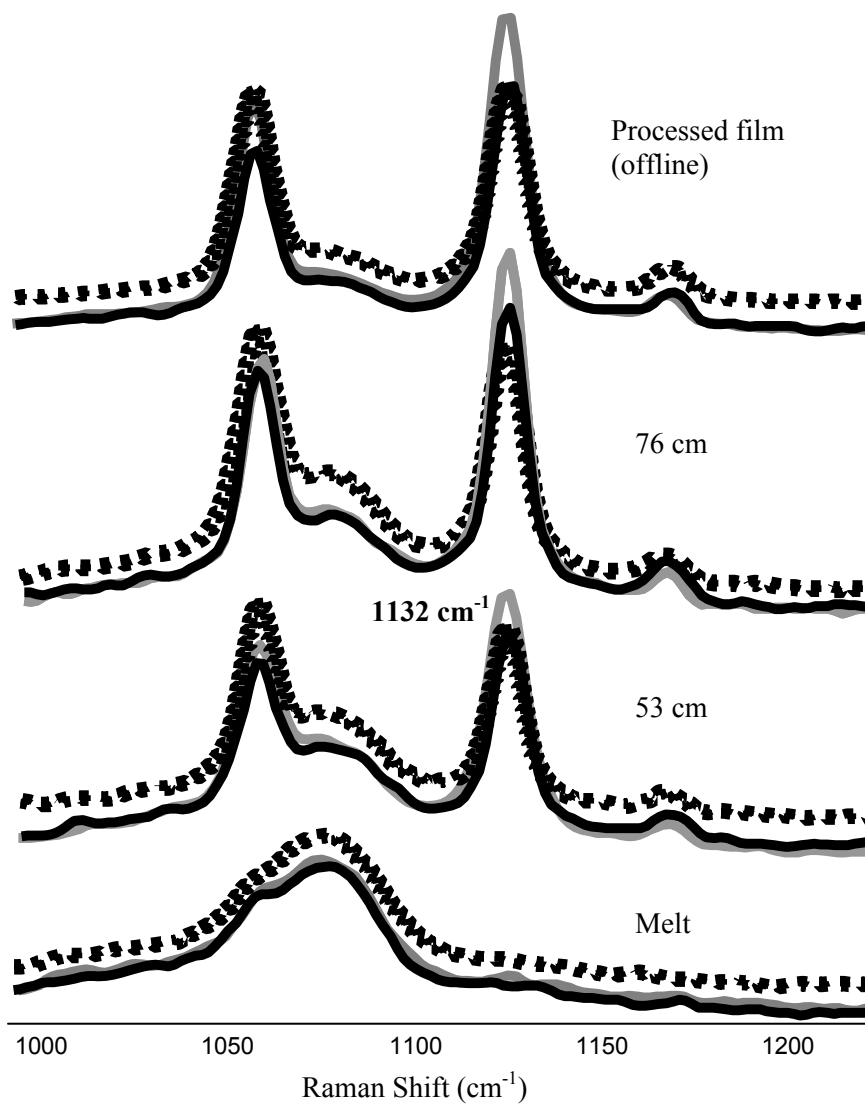 Processed film
(offline)
76 cm
1132 cm⁻¹
53 cm
Melt
1000 1050 1100 1150 1200
Raman Shift (cm⁻¹)